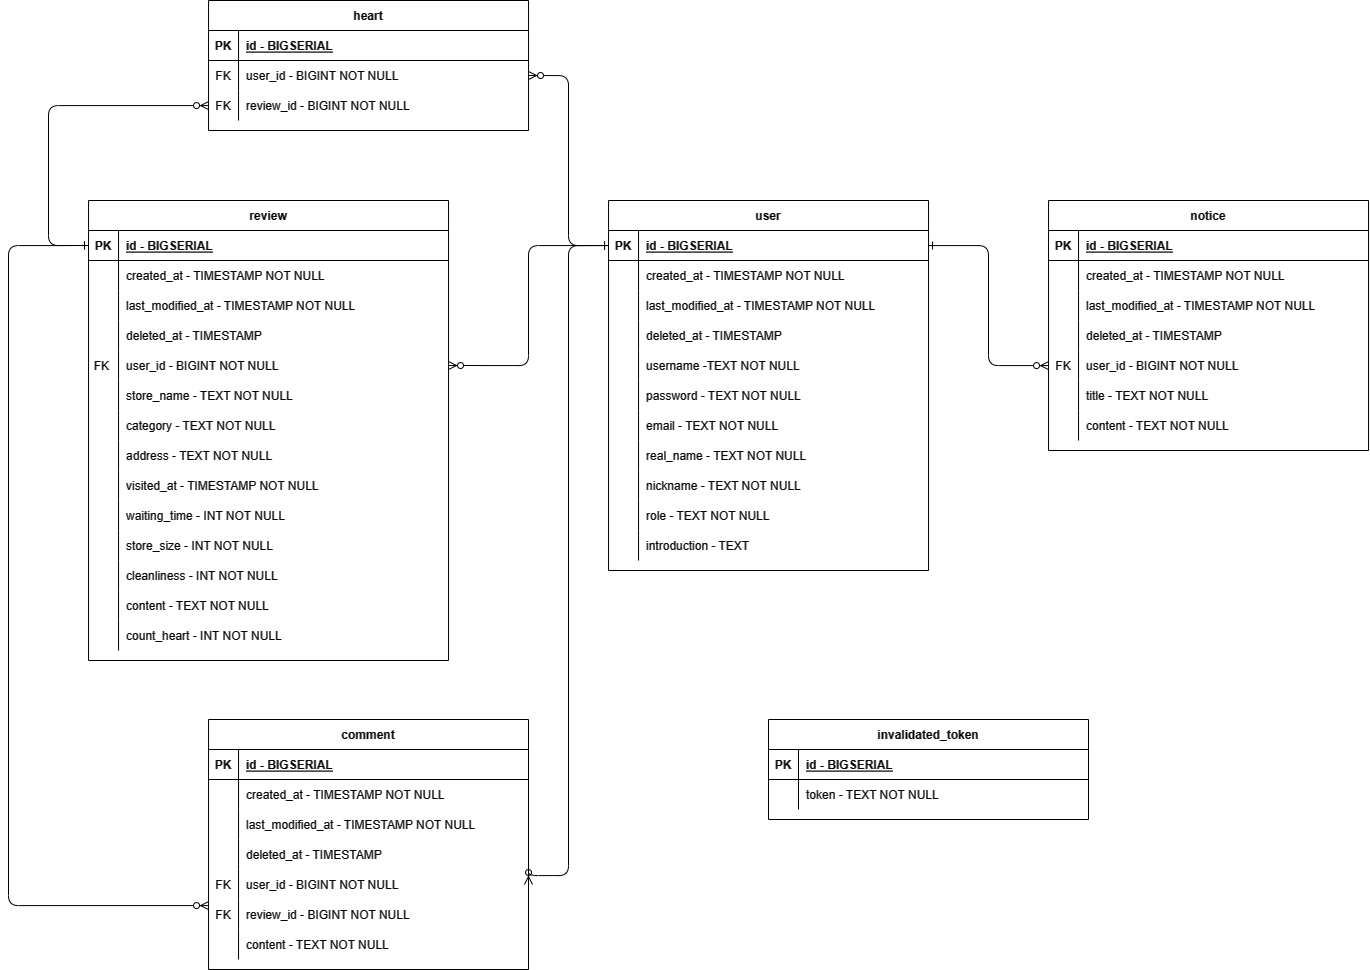 heart
PK id - BIGSERIAL
FK user_id - BIGINT NOT NULL
FK review_id - BIGINT NOT NULL
review
PK id - BIGSERIAL
created_at - TIMESTAMP NOT NULL
last_modified_at - TIMESTAMP NOT NULL
deleted_at - TIMESTAMP
FK user_id - BIGINT NOT NULL
store_name - TEXT NOT NULL
category - TEXT NOT NULL
address - TEXT NOT NULL
visited_at - TIMESTAMP NOT NULL
waiting_time - INT NOT NULL
store_size - INT NOT NULL
cleanliness - INT NOT NULL
content - TEXT NOT NULL
count_heart - INT NOT NULL
user
PK id - BIGSERIAL
created_at - TIMESTAMP NOT NULL
last_modified_at - TIMESTAMP NOT NULL
deleted_at - TIMESTAMP
username -TEXT NOT NULL
password - TEXT NOT NULL
email - TEXT NOT NULL
real_name - TEXT NOT NULL
nickname - TEXT NOT NULL
role - TEXT NOT NULL
introduction - TEXT
notice
PK id - BIGSERIAL
created_at - TIMESTAMP NOT NULL
last_modified_at - TIMESTAMP NOT NULL
deleted_at - TIMESTAMP
FK user_id - BIGINT NOT NULL
title - TEXT NOT NULL
content - TEXT NOT NULL
comment
PK id - BIGSERIAL
created_at - TIMESTAMP NOT NULL
last_modified_at - TIMESTAMP NOT NULL
deleted_at - TIMESTAMP
FK user_id - BIGINT NOT NULL
FK review_id - BIGINT NOT NULL
content - TEXT NOT NULL
invalidated_token
PK id - BIGSERIAL
token - TEXT NOT NULL